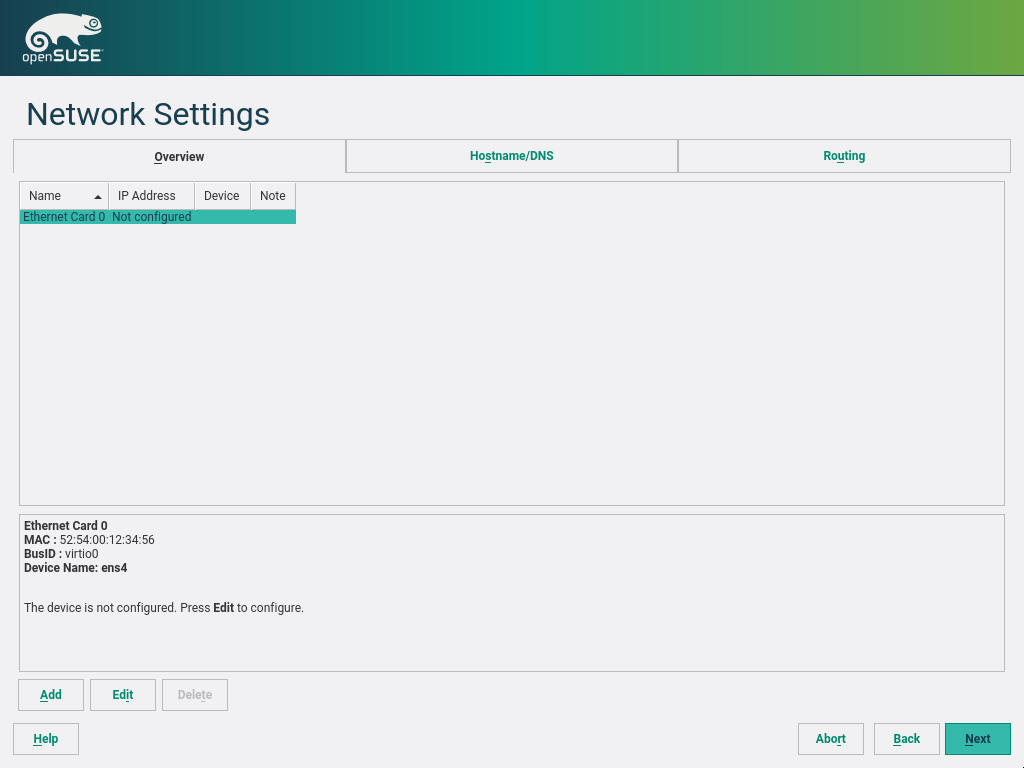 openSUSE
Network Settings
Overview Hostname/DNS Routing
Name IP Address Device Note
Ethernet Card 0 Not configured
Ethernet Card 0
MAC : 52:54:00:12:34:56
BusID : virtio0
Device Name: ens4
The device is not configured. Press Edit to configure.
Add Edit Delete
Help Abort Back Next